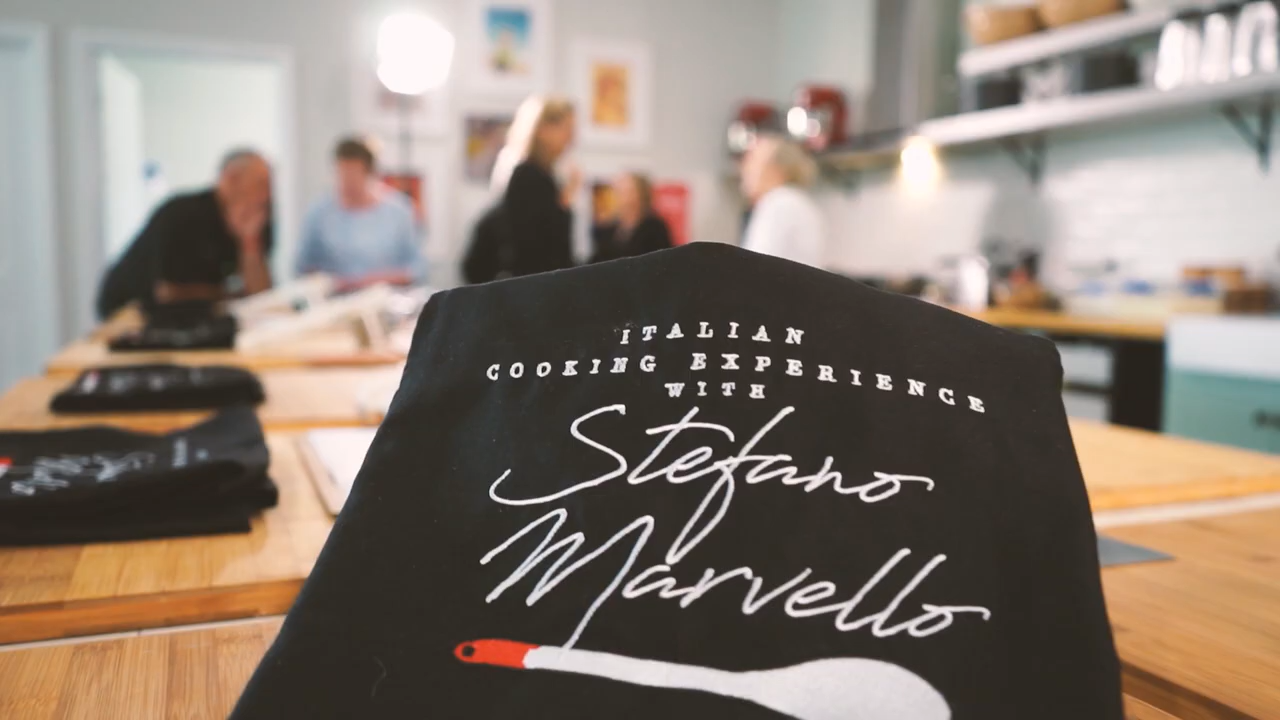 ITALIAN
COOKING EXPERIENCE
WITH
Stefano
Marvello